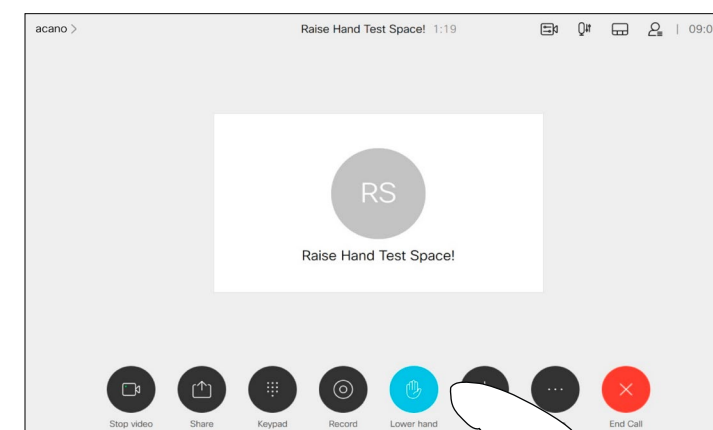 acano >
Raise Hand Test Space! 1:19
09:0
RS
Raise Hand Test Space!
Stop video Share Keypad Record Lower hand End Call